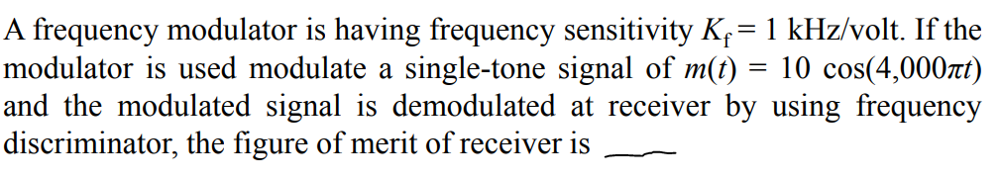 A frequency modulator is having frequency sensitivity K_f = 1 kHz/volt. If the
modulator is used modulate a single-tone signal of m(t) = 10 cos(4,000πt)
and the modulated signal is demodulated at receiver by using frequency
discriminator, the figure of merit of receiver is ____